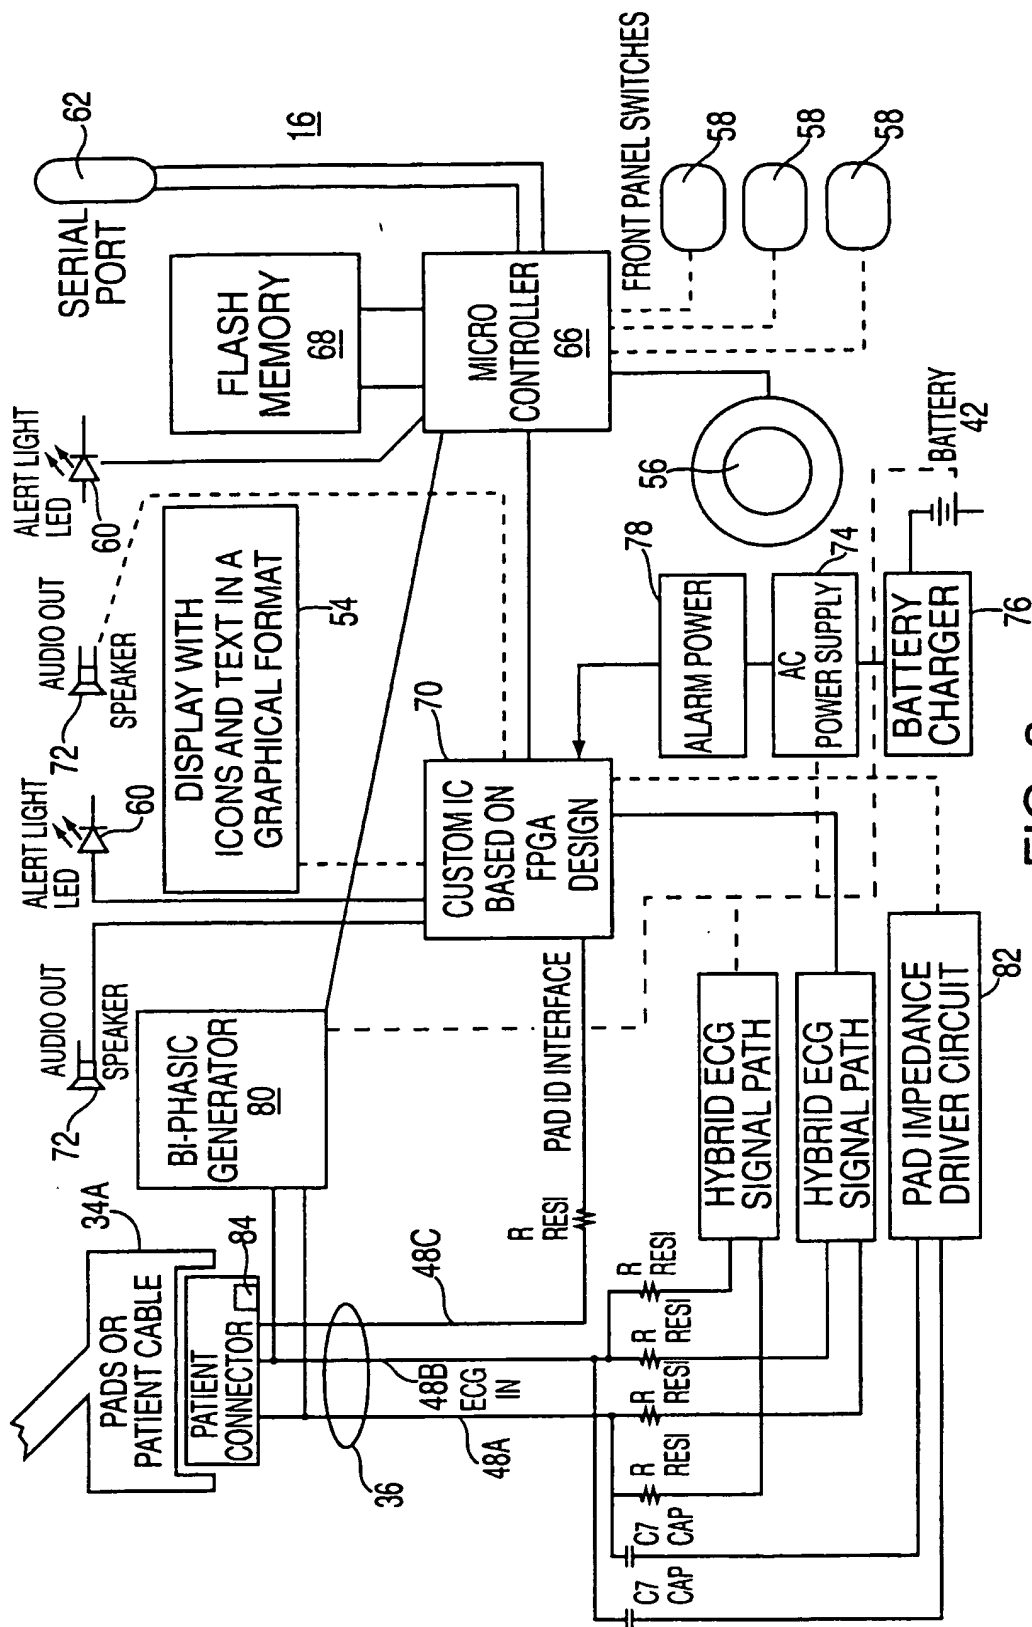 PADS OR
PATIENT CABLE
34A
PATIENT
CONNECTOR
84
36
48A
48B
ECG
IN
48C
72
AUDIO OUT
SPEAKER
ALERT LIGHT
LED
60
72
AUDIO OUT
SPEAKER
ALERT LIGHT
LED
60
SERIAL
PORT
62
16
BI-PHASIC
GENERATOR
80
DISPLAY WITH
ICONS AND TEXT IN A
GRAPHICAL FORMAT
54
FLASH
MEMORY
68
R
RESI
PAD ID INTERFACE
CUSTOM IC
BASED ON
FPGA
DESIGN
70
MICRO
CONTROLLER
66
C7
CAP
C7
CAP
R
RESI
R
RESI
R
RESI
R
RESI
HYBRID ECG
SIGNAL PATH
HYBRID ECG
SIGNAL PATH
PAD IMPEDANCE
DRIVER CIRCUIT
82
ALARM POWER
78
AC
POWER SUPPLY
74
BATTERY
CHARGER
76
BATTERY
42
56
FRONT PANEL SWITCHES
58
58
58